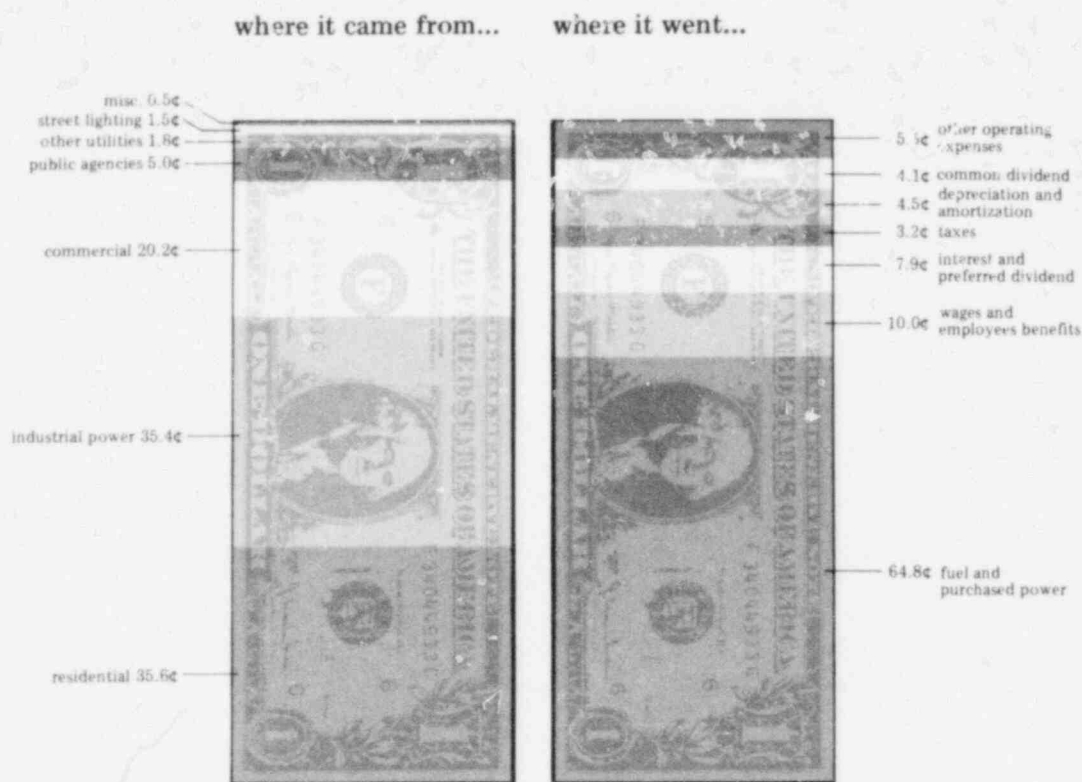 where it came from...
where it went...
misc. 0.5¢
street lighting 1.5¢
other utilities 1.8¢
public agencies 5.0¢
commercial 20.2¢
industrial power 35.4¢
residential 35.6¢
other operating
expenses
4.1¢ common dividend
4.5¢ depreciation and
amortization
3.2¢ taxes
7.9¢ interest and
preferred dividend
10.0¢ wages and
employees benefits
64.8¢ fuel and
purchased power